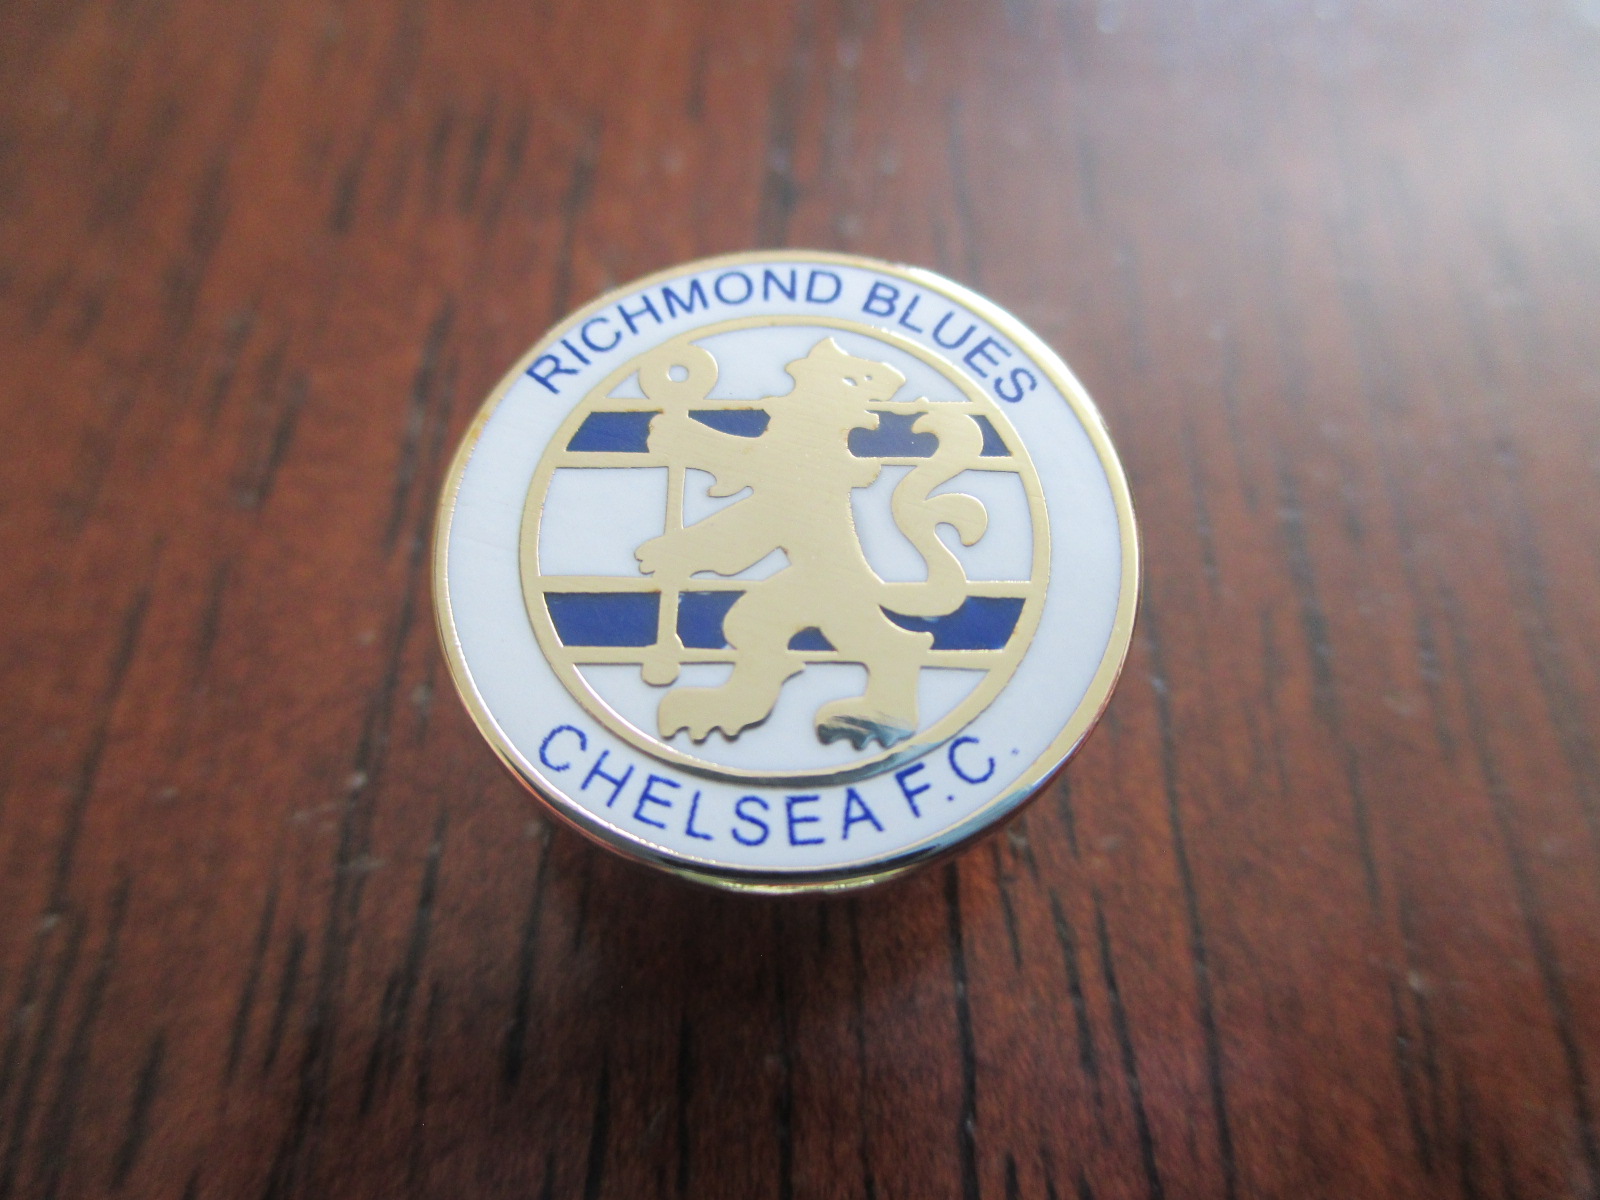 RICHMOND BLUES
CHELSEA F.C.